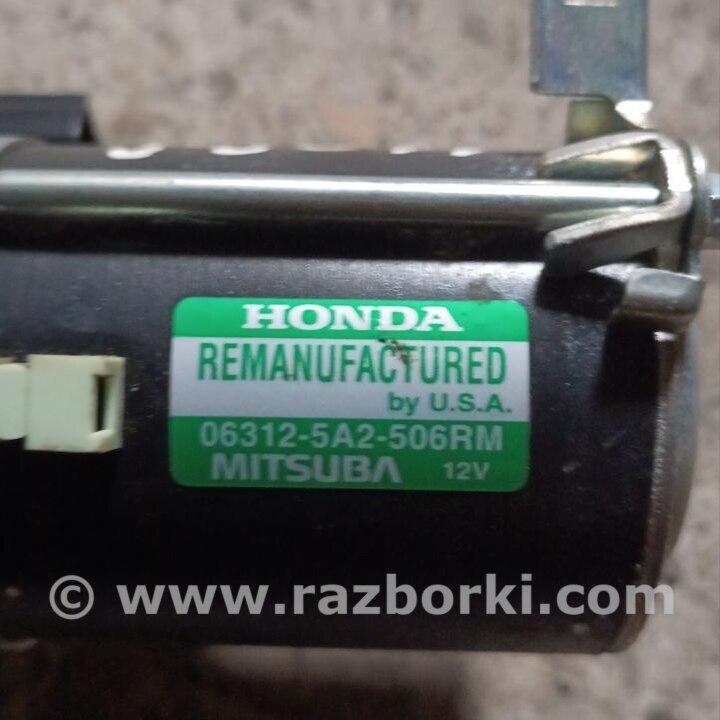 HONDA
REMANUFACTURED
by U.S.A.
06312-5A2-506RM
MITSUBA 12V
© www.razborki.com